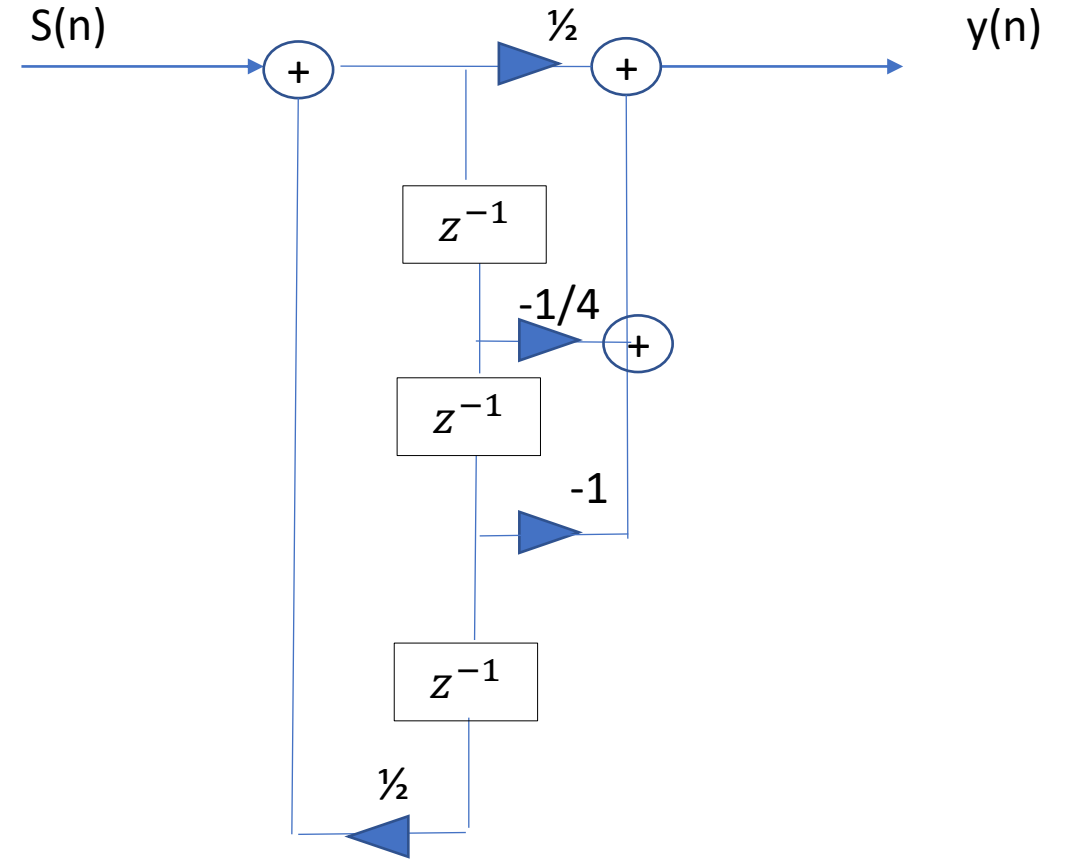 S(n)
½
y(n)
+
+
z⁻¹
-1/4
+
z⁻¹
-1
z⁻¹
½